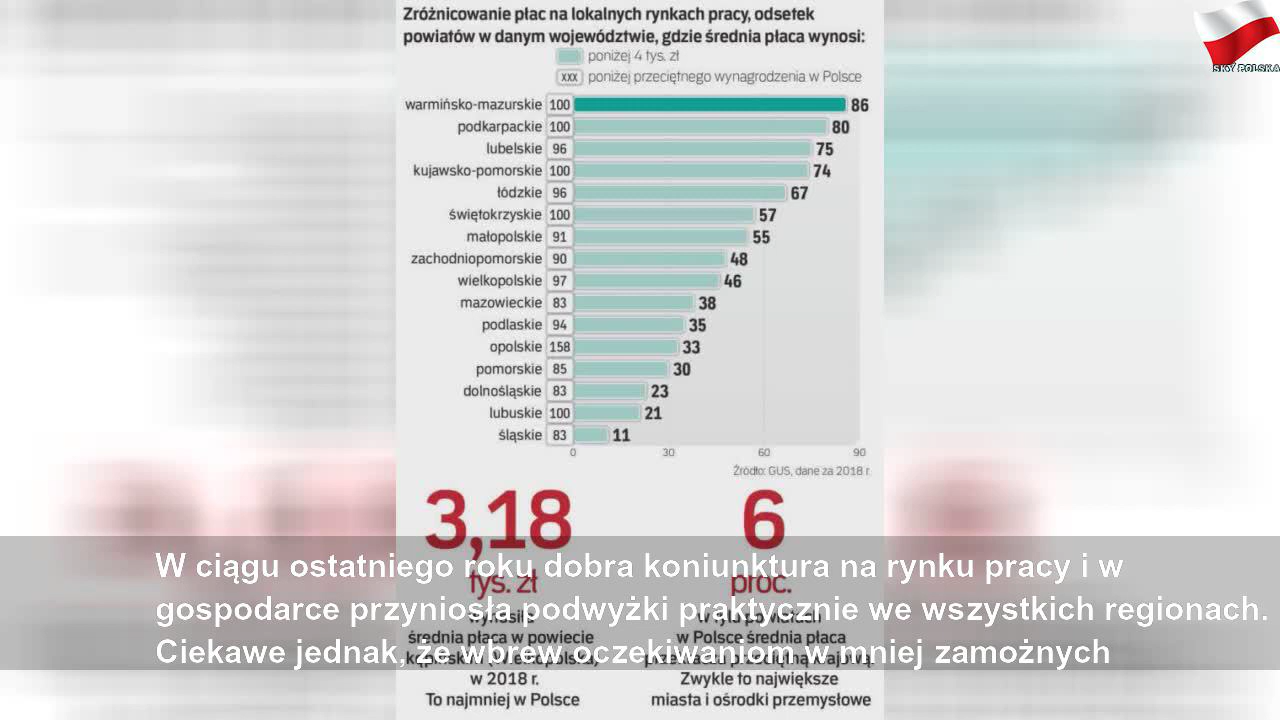 Zróżnicowanie płac na lokalnych rynkach pracy, odsetek
powiatów w danym województwie, gdzie średnia płaca wynosi:
poniżej 4 tys. zł
xxx poniżej przeciętnego wynagrodzenia w Polsce
SKY POLSKA
warmińsko-mazurskie 100 86
podkarpackie 100 80
lubelskie 96 75
kujawsko-pomorskie 100 74
łódzkie 96 67
świętokrzyskie 100 57
małopolskie 91 55
zachodniopomorskie 90 48
wielkopolskie 97 46
mazowieckie 83 38
podlaskie 94 35
opolskie 158 33
pomorskie 85 30
dolnośląskie 83 23
lubuskie 100 21
śląskie 83 11
0 30 60 90
Źródło: GUS, dane za 2018 r.
3,18
tys. zł
wynosiła
średnia płaca w powiecie
w 2018 r.
To najmniej w Polsce
6
proc.
W tylu powiatach
w Polsce średnia płaca
Zwykle to największe
miasta i ośrodki przemysłowe
W ciągu ostatniego roku dobra koniunktura na rynku pracy i w
gospodarce przyniosła podwyżki praktycznie we wszystkich regionach.
Ciekawe jednak, że wbrew oczekiwaniom w mniej zamożnych